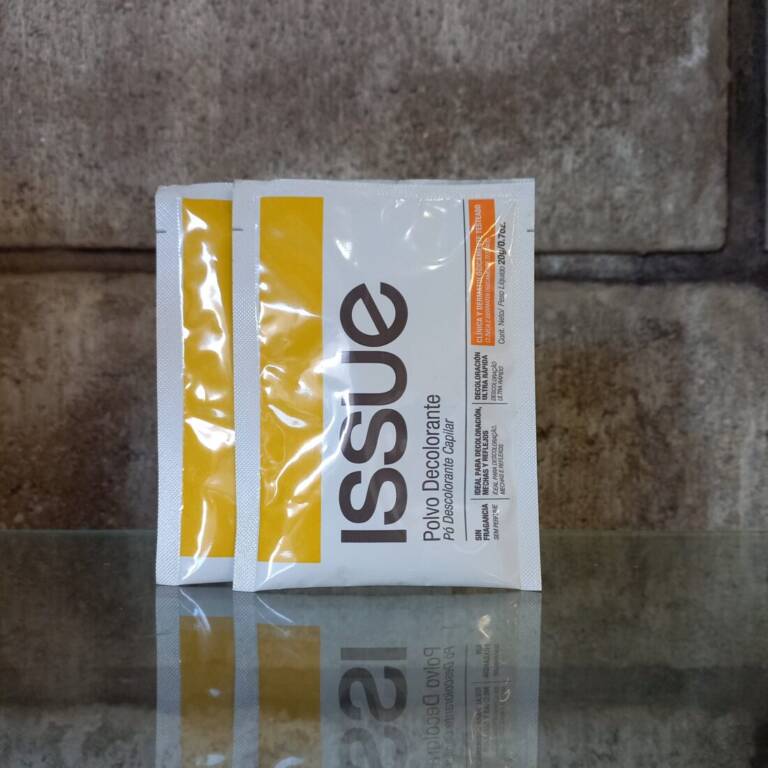 ISSUE
Polvo Decolorante
Pó Descolorante Capilar
SIN
FRAGANCIA
SEM PERFUME
IDEAL PARA DECOLORACIÓN,
MECHAS Y REFLEJOS
IDEAL PARA DESCOLORAÇÃO,
MECHAS E REFLEXOS
DECOLORACIÓN
ULTRA RÁPIDA
DESCOLORAÇÃO
ULTRA RÁPIDO
CLÍNICA Y DERMATOLÓGICAMENTE TESTEADO
Cont. Neto/ Peso Líquido 20g/0.7oz.